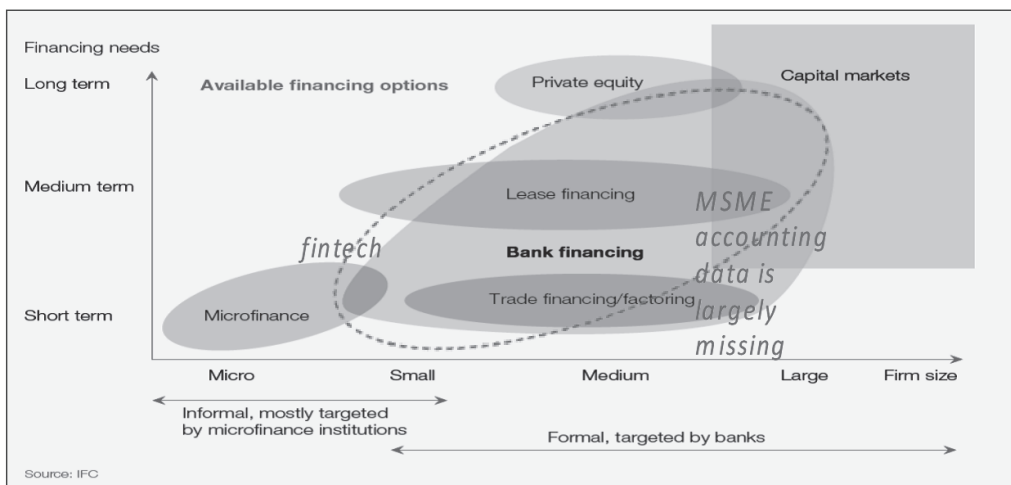 Financing needs
Long term
Available financing options
Private equity
Capital markets
Medium term
Lease financing
MSME
accounting
data is
largely
missing
fintech
Bank financing
Trade financing/factoring
Microfinance
Short term
Micro
Small
Medium
Large
Firm size
Informal, mostly targeted
by microfinance institutions
Formal, targeted by banks
Source: IFC